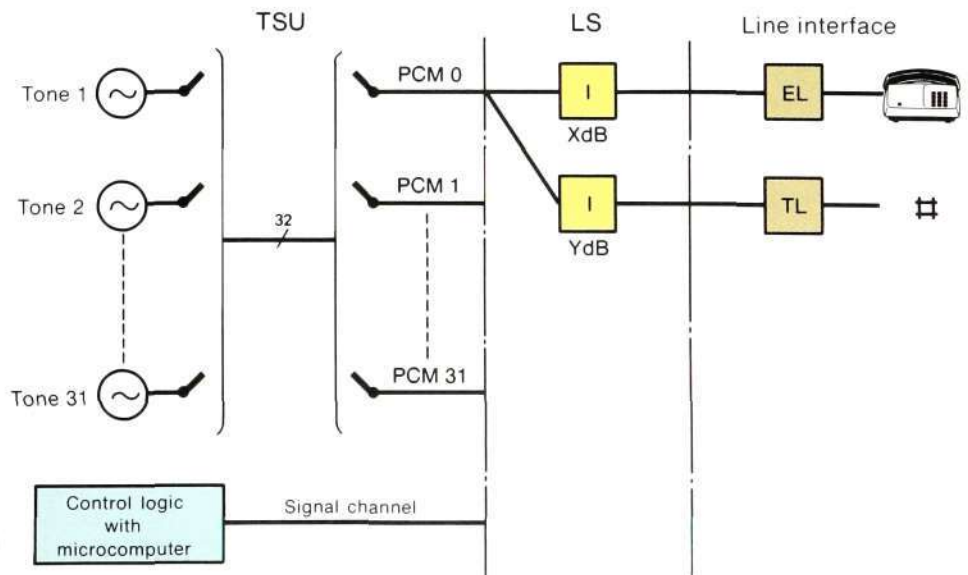 TSU
LS
Line interface
Tone 1
PCM 0
I
EL
XdB
Tone 2
PCM 1
32
I
TL
YdB
Tone 31
PCM 31
Control logic
with
microcomputer
Signal channel